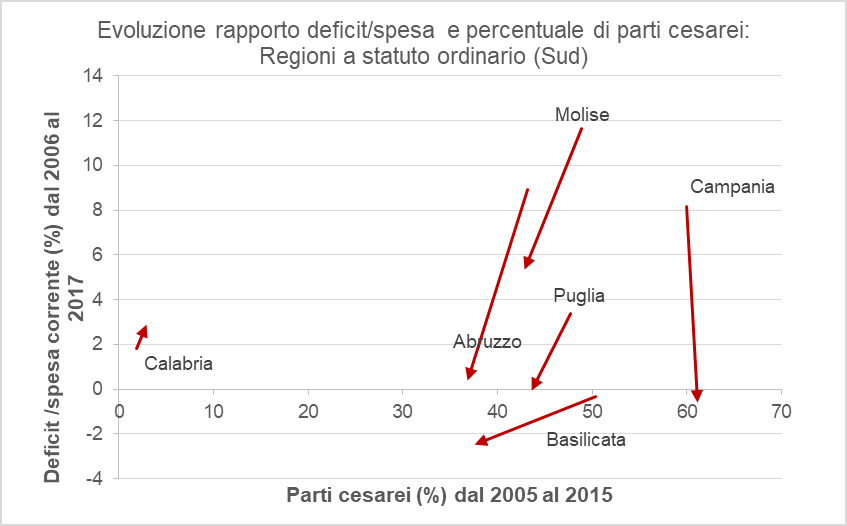 Evoluzione rapporto deficit/spesa e percentuale di parti cesarei:
Regioni a statuto ordinario (Sud)
Deficit /spesa corrente (%) dal 2006 al
2017
14
12
10
8
6
4
2
0
-2
-4
Molise
Campania
Puglia
Abruzzo
Calabria
Basilicata
0 10 20 30 40 50 60 70
Parti cesarei (%) dal 2005 al 2015